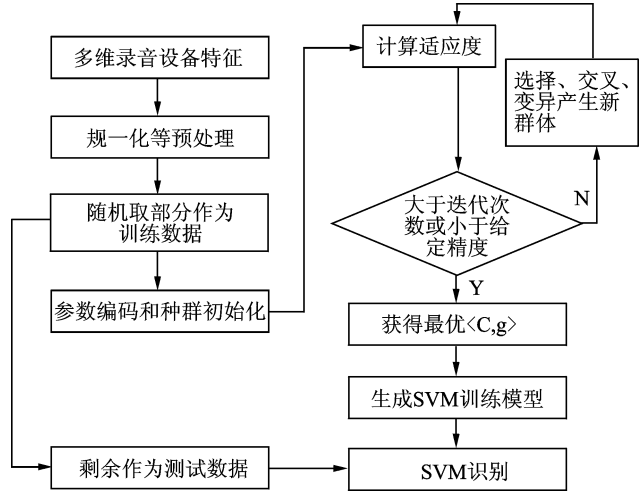 多维录音设备特征
规一化等预处理
随机取部分作为
训练数据
参数编码和种群初始化
剩余作为测试数据
计算适应度
选择、交叉、
变异产生新
群体
大于迭代次
数或小于给
定精度
N
Y
获得最优<C,g>
生成SVM训练模型
SVM识别